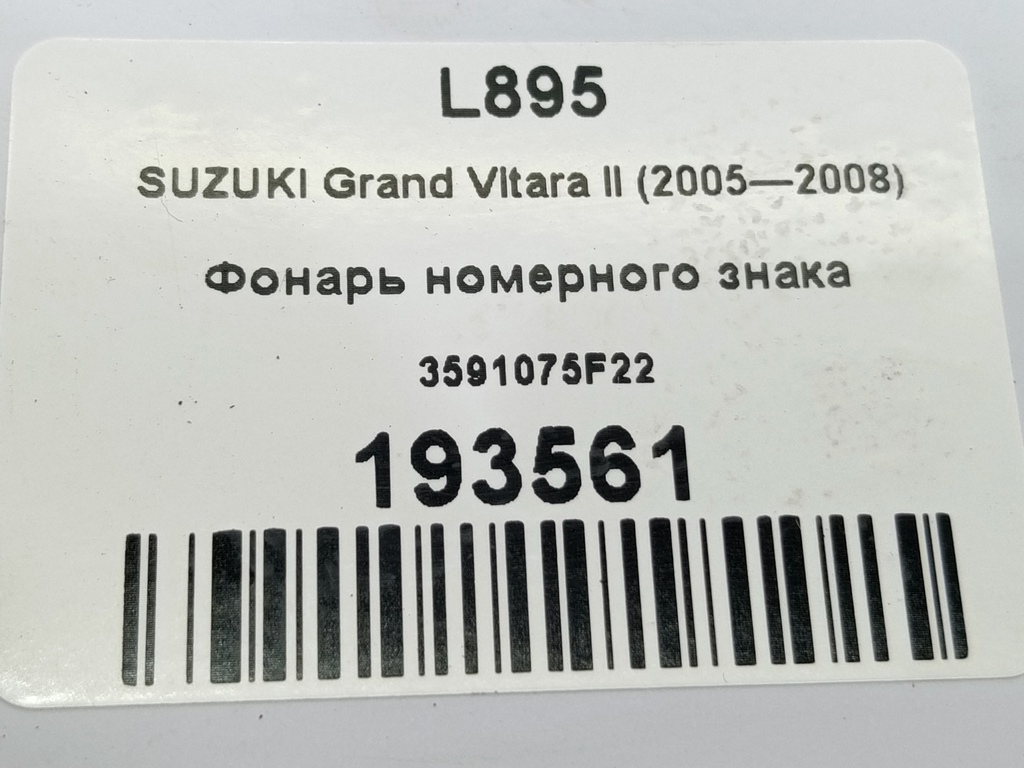 L895
SUZUKI Grand Vitara II (2005—2008)
Фонарь номерного знака
3591075F22
193561